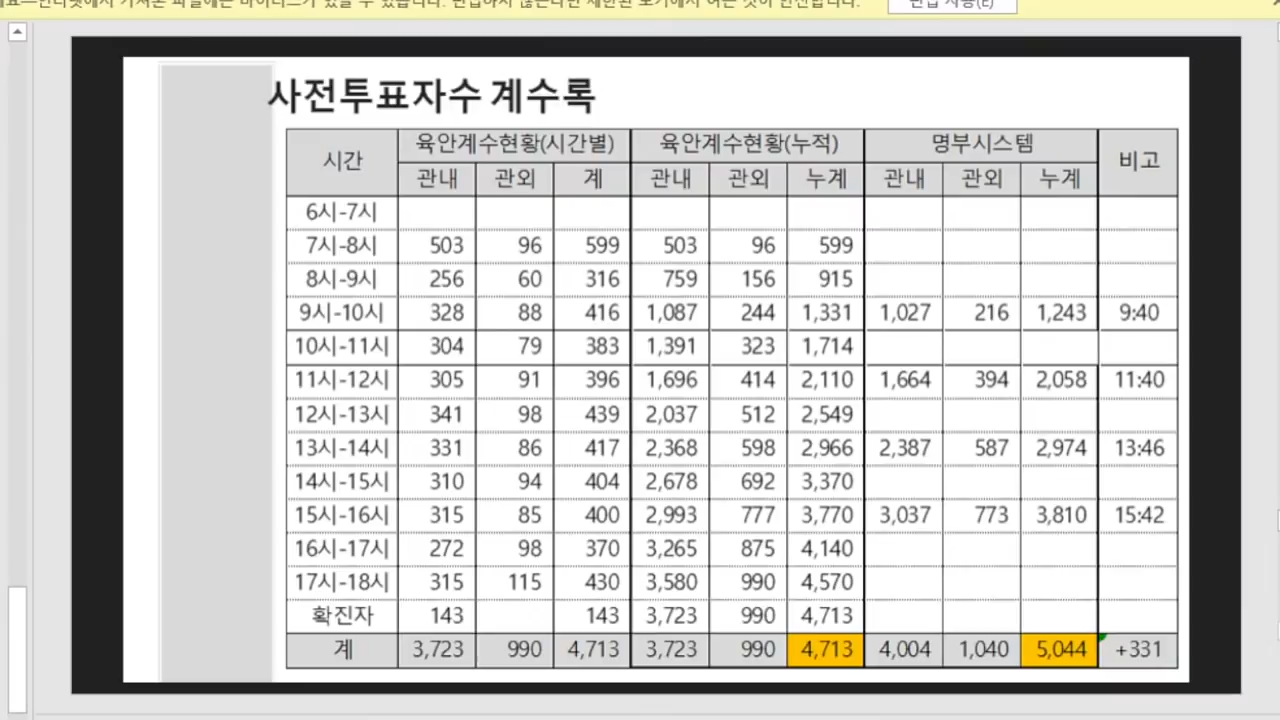 사전투표자수 계수록
시간 육안계수현황(시간별) 육안계수현황(누적) 명부시스템 비고
관내 관외 계 관내 관외 누계 관내 관외 누계
6시-7시
7시-8시 503 96 599 503 96 599
8시-9시 256 60 316 759 156 915
9시-10시 328 88 416 1,087 244 1,331 1,027 216 1,243 9:40
10시-11시 304 79 383 1,391 323 1,714
11시-12시 305 91 396 1,696 414 2,110 1,664 394 2,058 11:40
12시-13시 341 98 439 2,037 512 2,549
13시-14시 331 86 417 2,368 598 2,966 2,387 587 2,974 13:46
14시-15시 310 94 404 2,678 692 3,370
15시-16시 315 85 400 2,993 777 3,770 3,037 773 3,810 15:42
16시-17시 272 98 370 3,265 875 4,140
17시-18시 315 115 430 3,580 990 4,570
확진자 143 143 3,723 990 4,713
계 3,723 990 4,713 3,723 990 4,713 4,004 1,040 5,044 +331